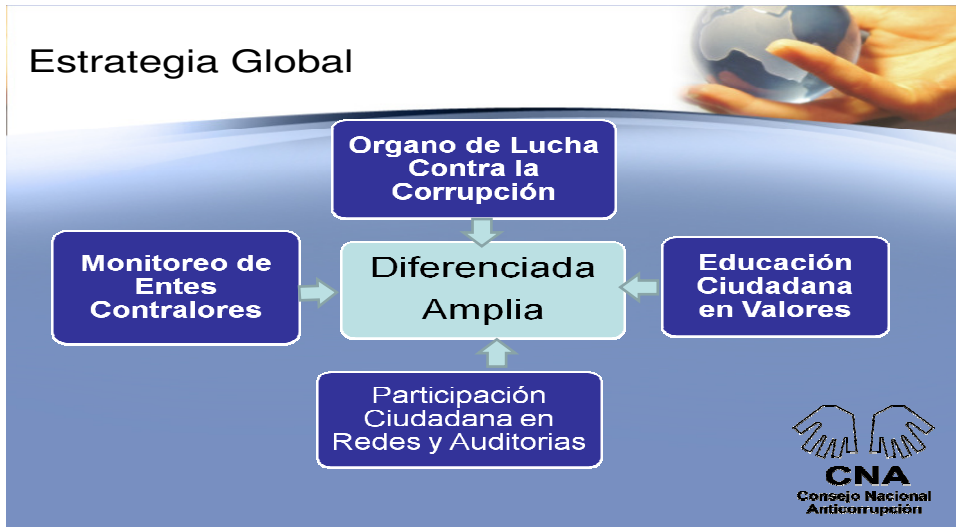 Estrategia Global
Organo de Lucha
Contra la
Corrupción
Monitoreo de
Entes
Contralores
Diferenciada
Amplia
Educación
Ciudadana
en Valores
Participación
Ciudadana en
Redes y Auditorias
CNA
Consejo Nacional
Anticorrupción